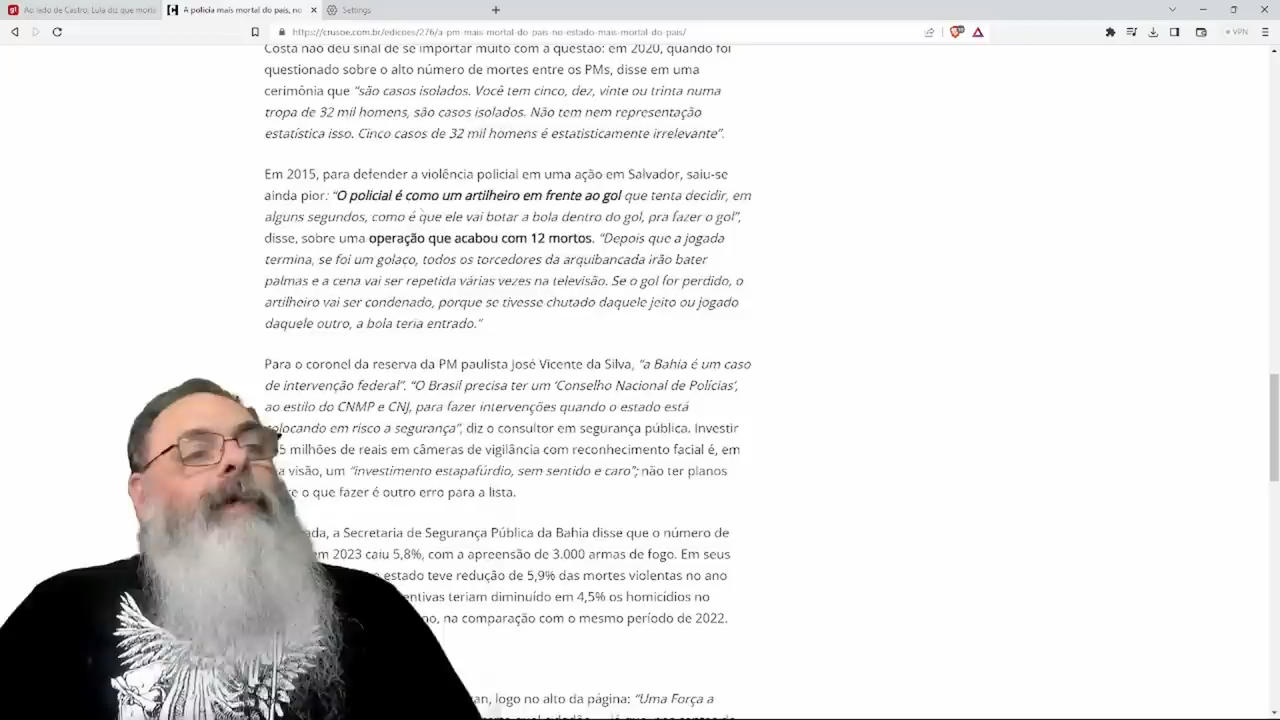 Ao lado de Castro, Lula diz que morte
A polícia mais mortal do país, no
Settings
https://crusoe.com.br/edicoes/276/a-pm-mais-mortal-do-pais-no-estado-mais-mortal-do-pais/
VPN
Costa não deu sinal de se importar muito com a questão: em 2020, quando foi
questionado sobre o alto número de mortes entre os PMs, disse em uma
cerimônia que “são casos isolados. Você tem cinco, dez, vinte ou trinta numa
tropa de 32 mil homens, são casos isolados. Não tem nem representação
estatística isso. Cinco casos de 32 mil homens é estatisticamente irrelevante”.
Em 2015, para defender a violência policial em uma ação em Salvador, saiu-se
ainda pior: “O policial é como um artilheiro em frente ao gol que tenta decidir, em
alguns segundos, como é que ele vai botar a bola dentro do gol, pra fazer o gol”,
disse, sobre uma operação que acabou com 12 mortos. “Depois que a jogada
termina, se foi um golaço, todos os torcedores da arquibancada irão bater
palmas e a cena vai ser repetida várias vezes na televisão. Se o gol for perdido, o
artilheiro vai ser condenado, porque se tivesse chutado daquele jeito ou jogado
daquele outro, a bola teria entrado.”
Para o coronel da reserva da PM paulista José Vicente da Silva, “a Bahia é um caso
de intervenção federal”. “O Brasil precisa ter um ‘Conselho Nacional de Polícias’,
ao estilo do CNMP e CNJ, para fazer intervenções quando o estado está
colocando em risco a segurança”, diz o consultor em segurança pública. Investir
5 milhões de reais em câmeras de vigilância com reconhecimento facial é, em
visão, um “investimento estapafúrdio, sem sentido e caro”; não ter planos
o que fazer é outro erro para a lista.
a Secretaria de Segurança Pública da Bahia disse que o número de
em 2023 caiu 5,8%, com a apreensão de 3.000 armas de fogo. Em seus
estado teve redução de 5,9% das mortes violentas no ano
teriam diminuído em 4,5% os homicídios no
na comparação com o mesmo período de 2022.
logo no alto da página: “Uma Força a